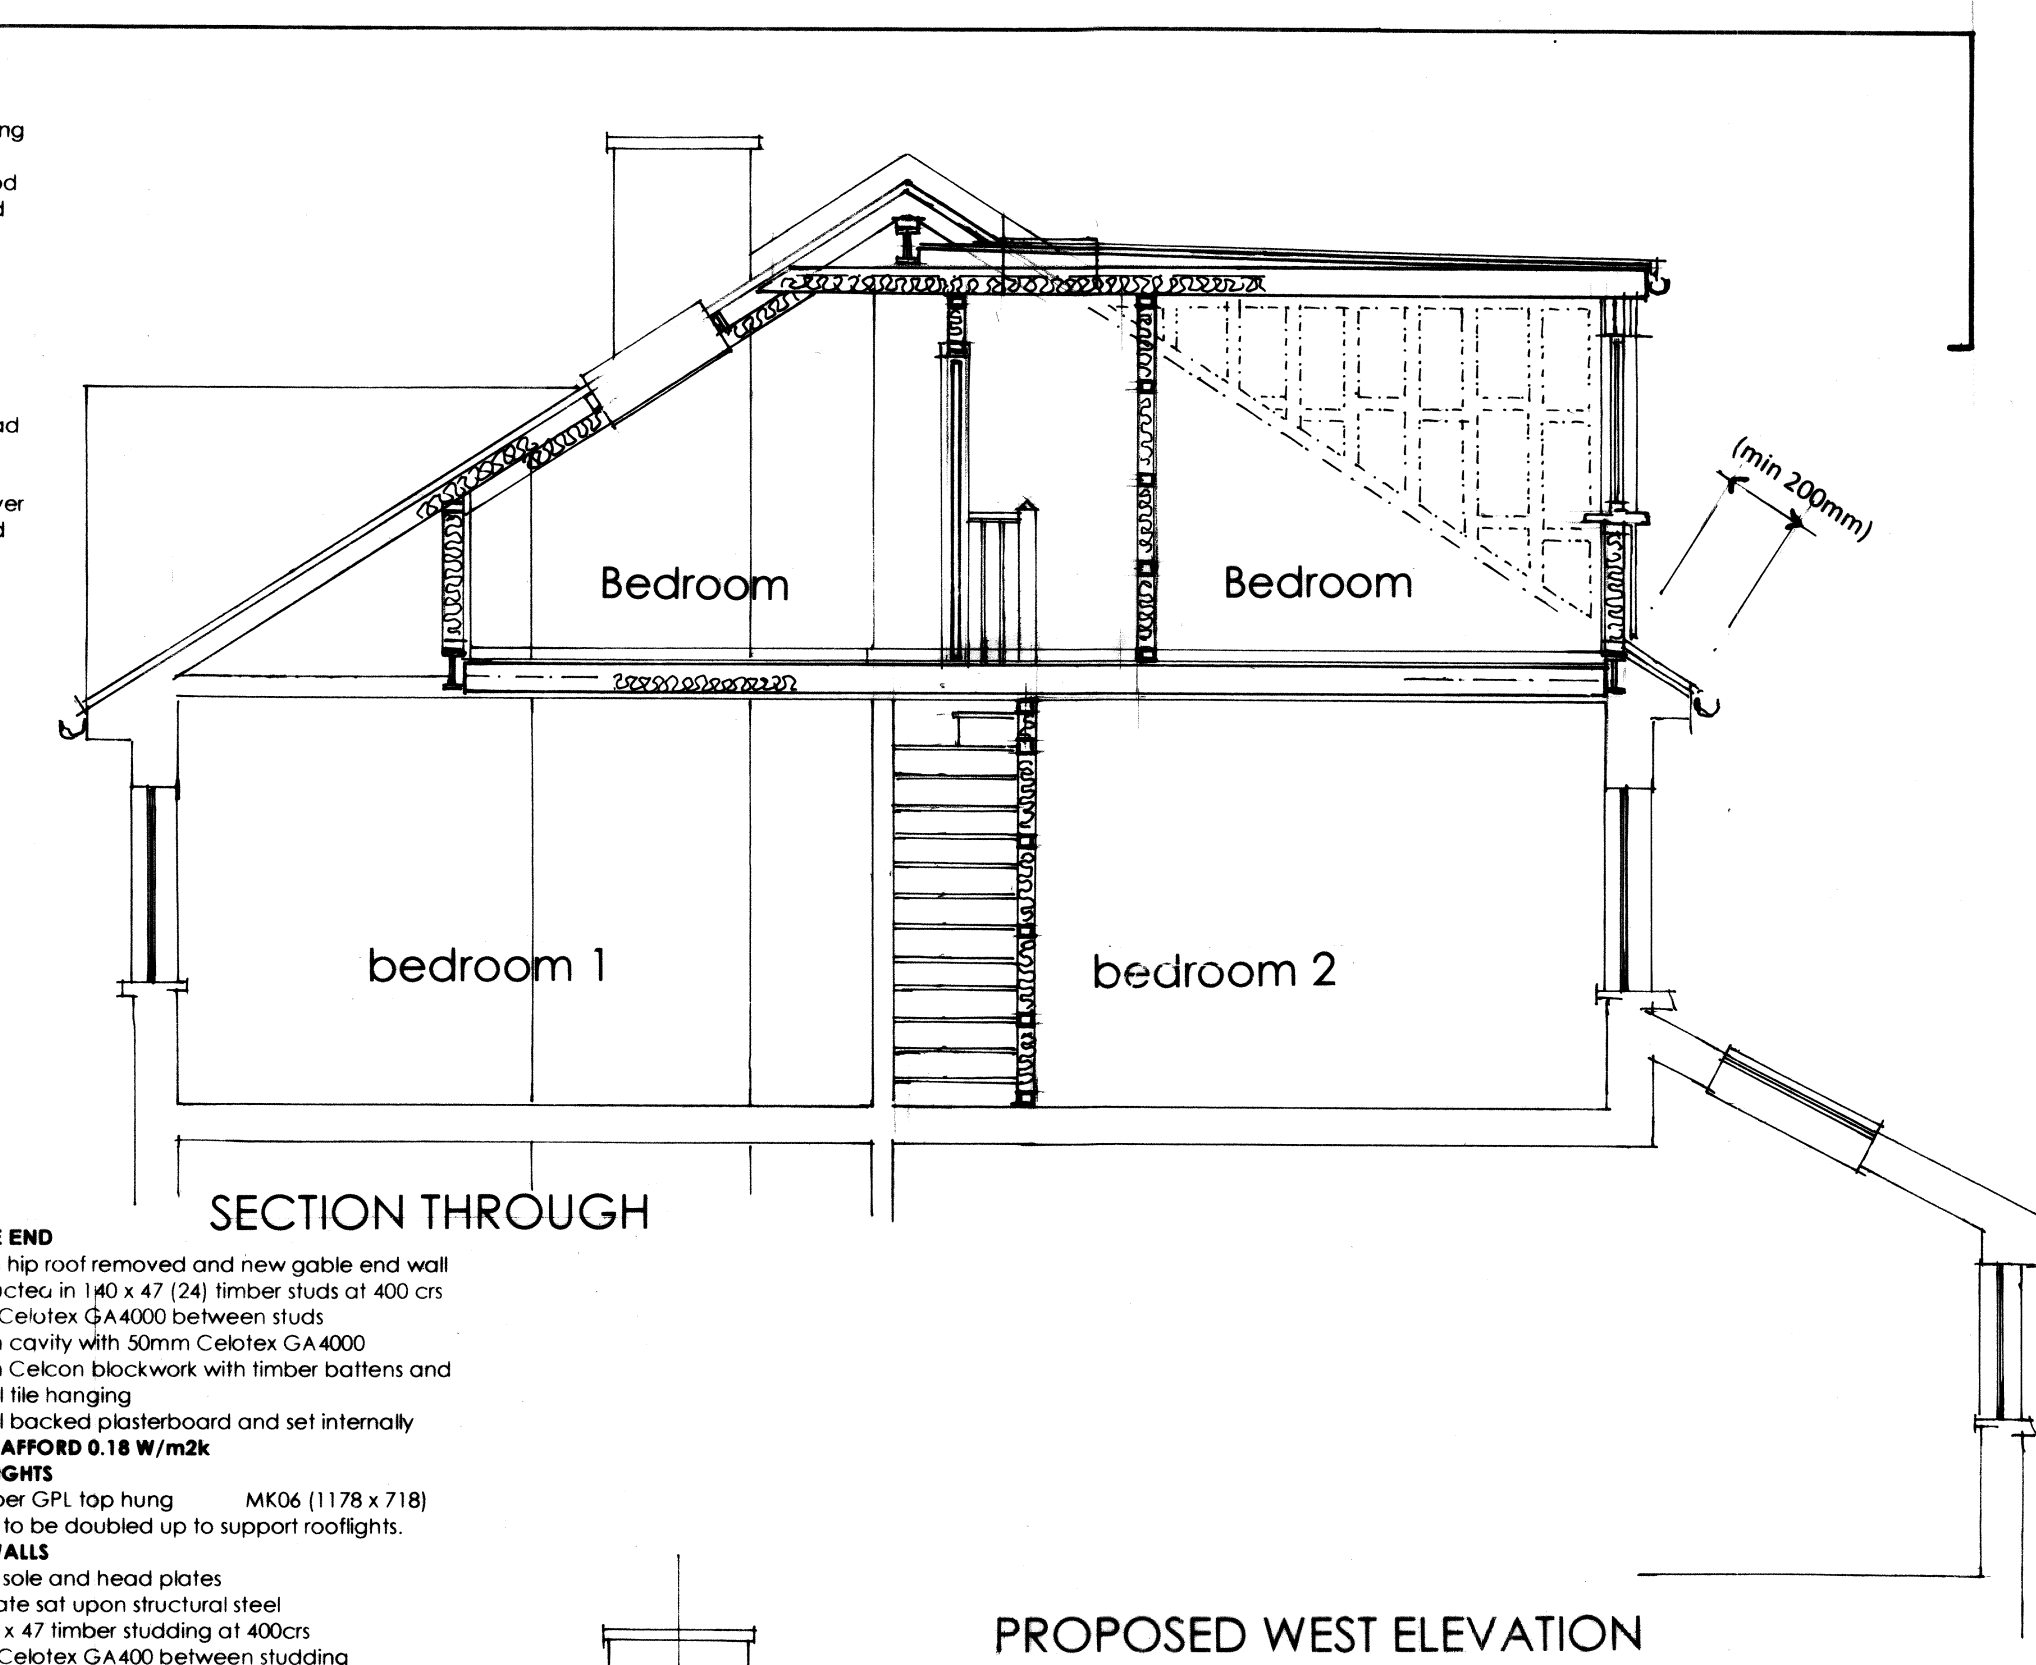 ng
od
d
ad
ver
d
(min 200mm)
Bedroom
Bedroom
bedroom 1
bedroom 2
SECTION THROUGH
E END
hip roof removed and new gable end wall
ucted in 140 x 47 (24) timber studs at 400 crs
Celotex GA4000 between studs
n cavity with 50mm Celotex GA4000
n Celcon blockwork with timber battens and
l tile hanging
l backed plasterboard and set internally
AFFORD 0.18 W/m2k
GHTS
per GPL top hung MK06 (1178 x 718)
to be doubled up to support rooflights.
WALLS
sole and head plates
ate sat upon structural steel
x 47 timber studding at 400crs
Celotex GA400 between studding
PROPOSED WEST ELEVATION